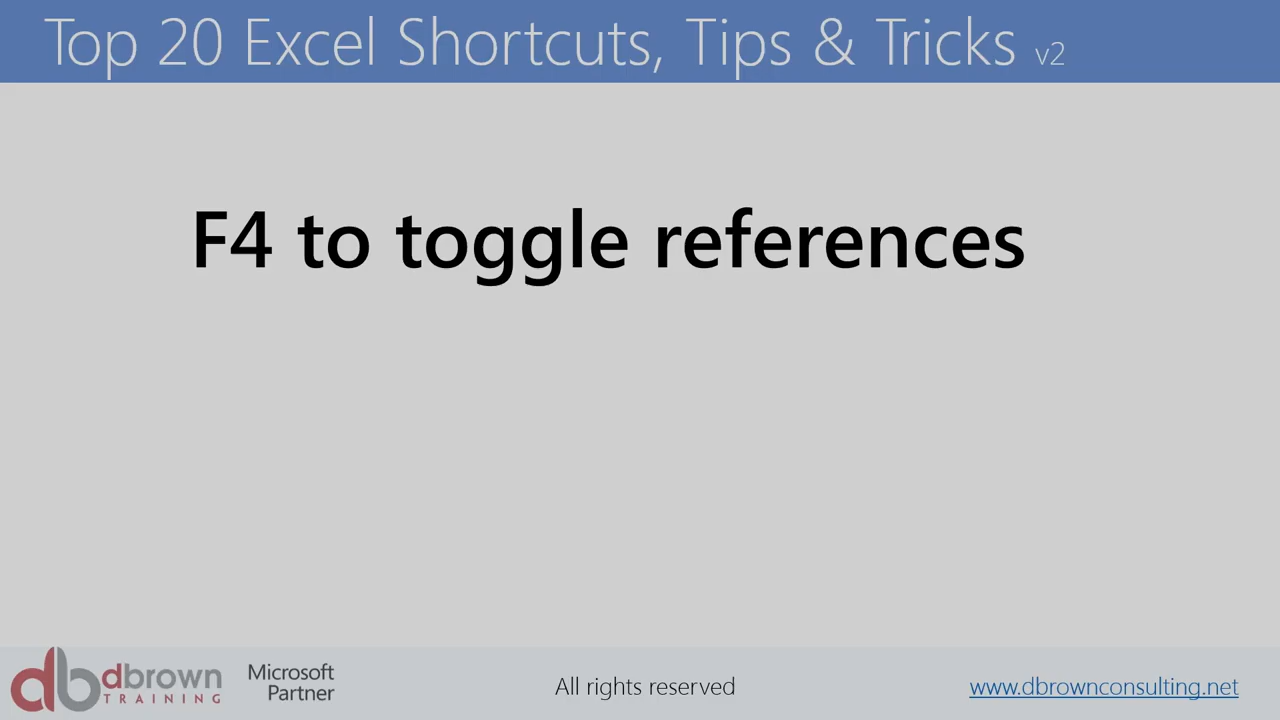 Top 20 Excel Shortcuts, Tips & Tricks v2
F4 to toggle references
db dbrown
TRAINING
Microsoft
Partner
All rights reserved
www.dbrownconsulting.net